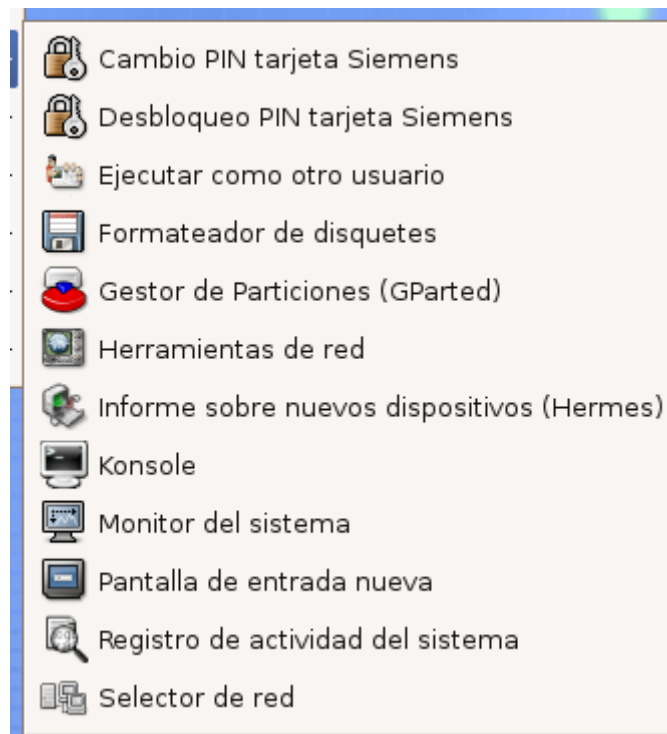 Cambio PIN tarjeta Siemens
Desbloqueo PIN tarjeta Siemens
Ejecutar como otro usuario
Formateador de disquetes
Gestor de Particiones (GParted)
Herramientas de red
Informe sobre nuevos dispositivos (Hermes)
Konsole
Monitor del sistema
Pantalla de entrada nueva
Registro de actividad del sistema
Selector de red